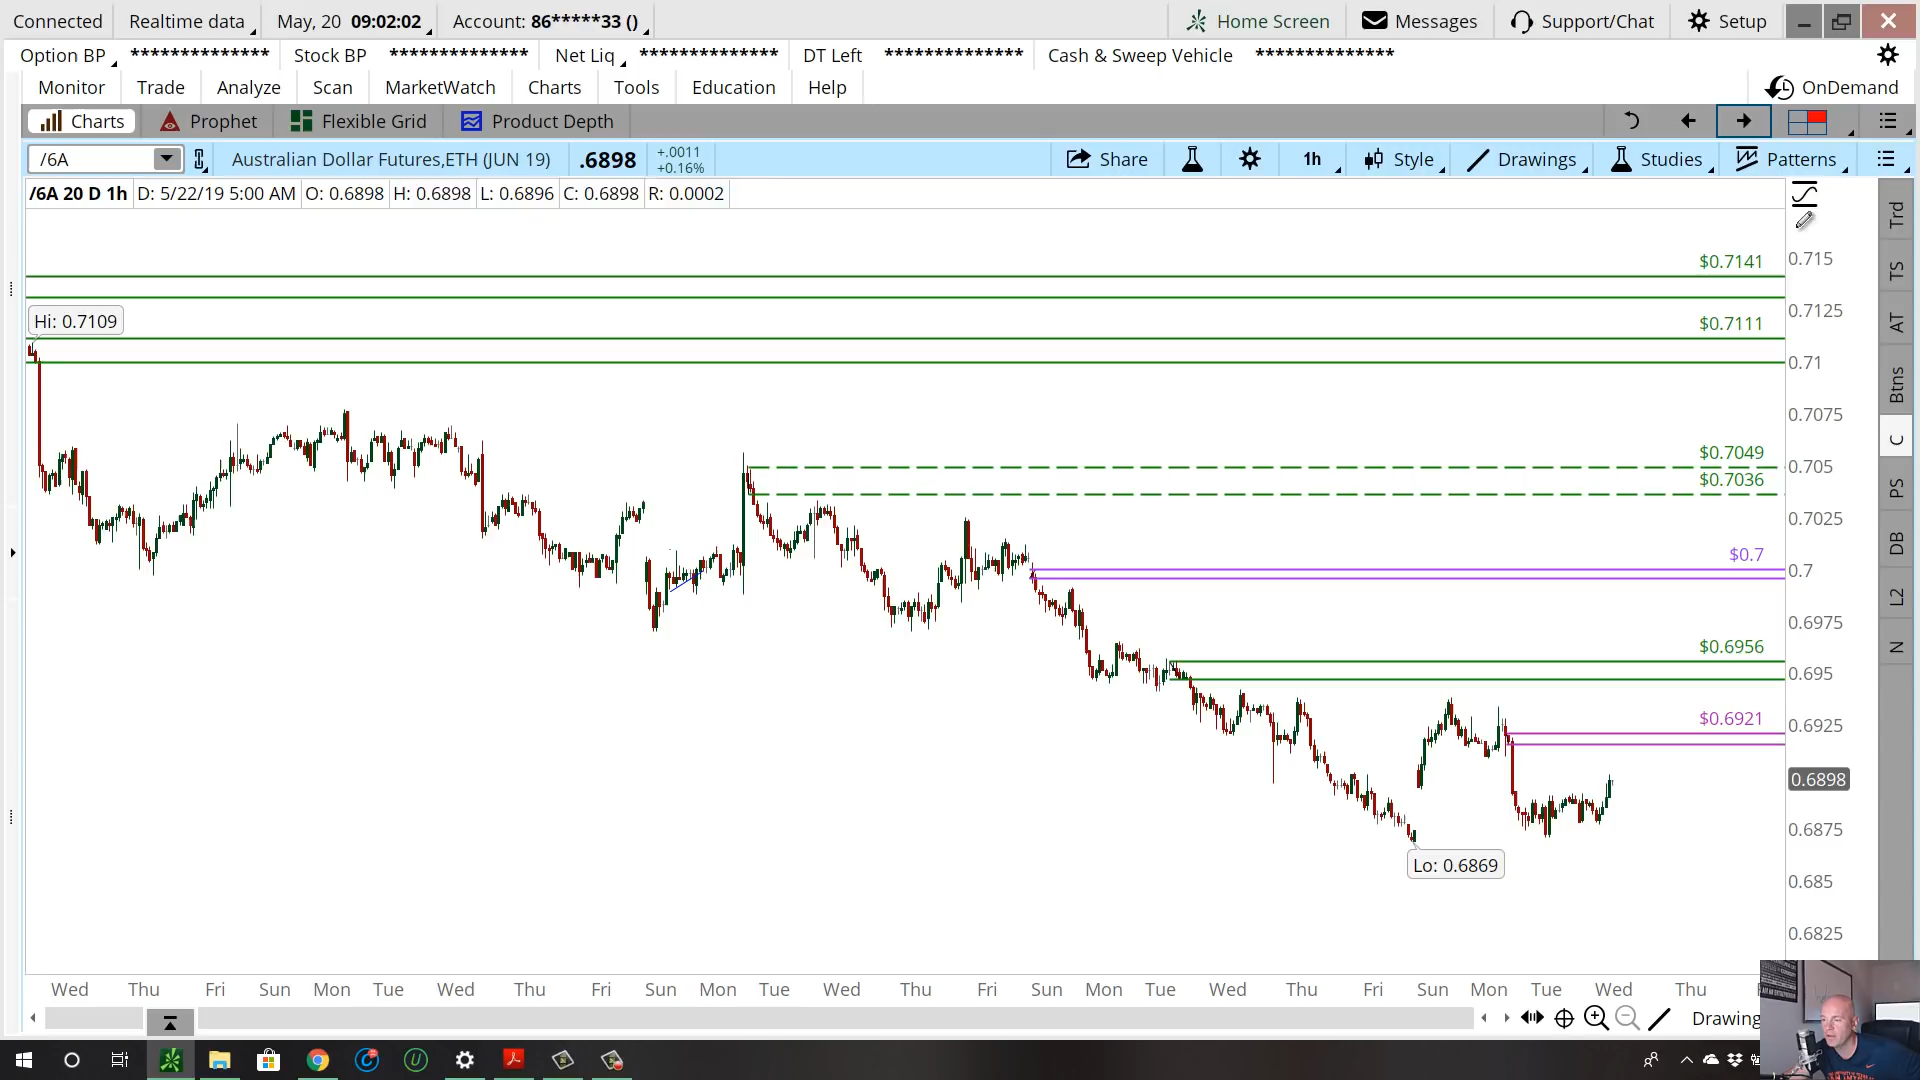 Connected Realtime data May, 20 09:02:02 Account: 86*****33 () Home Screen Messages Support/Chat Setup
Option BP ************** Stock BP ************** Net Liq ************** DT Left ************** Cash & Sweep Vehicle **************
Monitor Trade Analyze Scan MarketWatch Charts Tools Education Help OnDemand
Charts Prophet Flexible Grid Product Depth
/6A Australian Dollar Futures,ETH (JUN 19) .6898 +.0011 +0.16% Share 1h Style Drawings Studies Patterns
/6A 20 D 1h D: 5/22/19 5:00 AM O: 0.6898 H: 0.6898 L: 0.6896 C: 0.6898 R: 0.0002
Trd
TS
AT
Btns
C
PS
DB
L2
N
$0.7141 0.715
Hi: 0.7109 0.7125
$0.7111
0.71
0.7075
$0.7049 0.705
$0.7036
0.7025
$0.7 0.7
0.6975
$0.6956 0.695
$0.6921 0.6925
0.6898
0.6875
Lo: 0.6869 0.685
0.6825
Wed Thu Fri Sun Mon Tue Wed Thu Fri Sun Mon Tue Wed Thu Fri Sun Mon Tue Wed Thu Fri Sun Mon Tue Wed Thu
Drawing